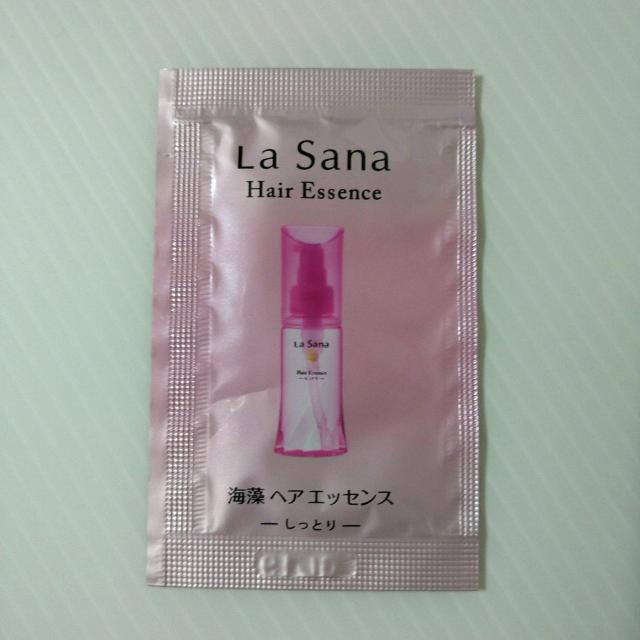 La Sana
Hair Essence
La Sana
Hair Essence
海藻 ヘア エッセンス
— しっとり —